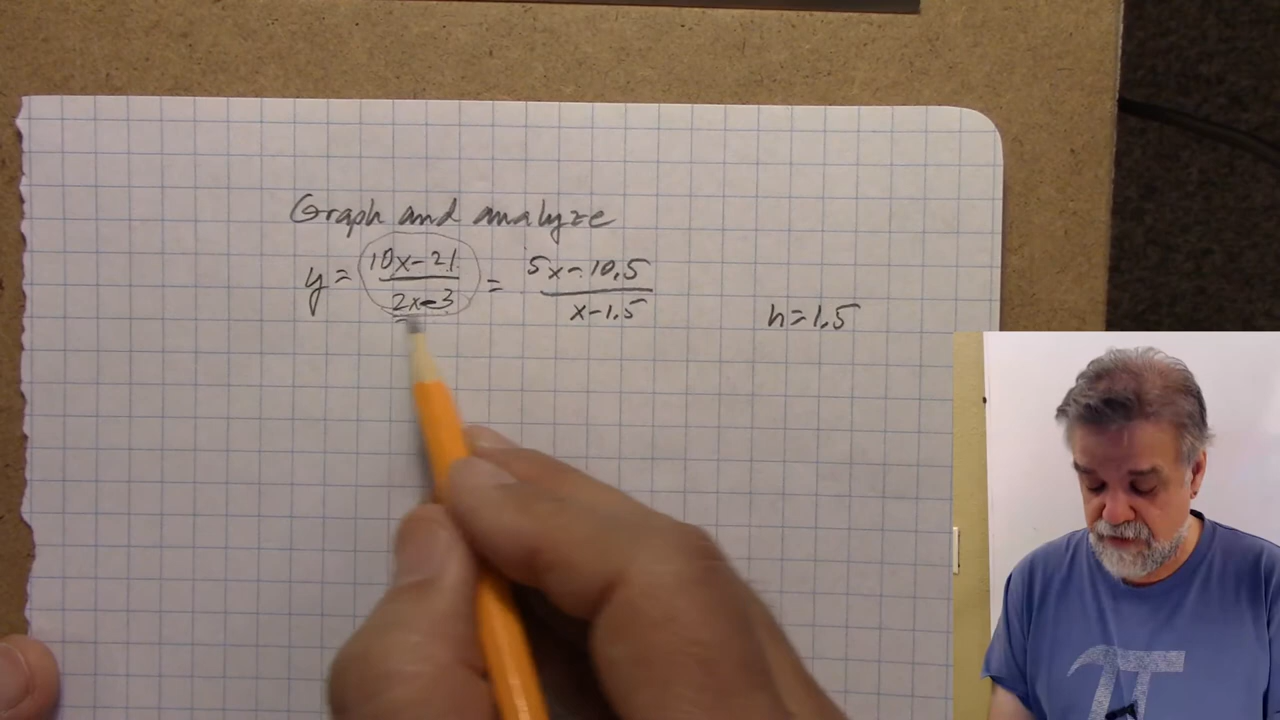 Graph and analyze
y = (10x-21)/(2x-3) = (5x-10.5)/(x-1.5)
h=1.5
π